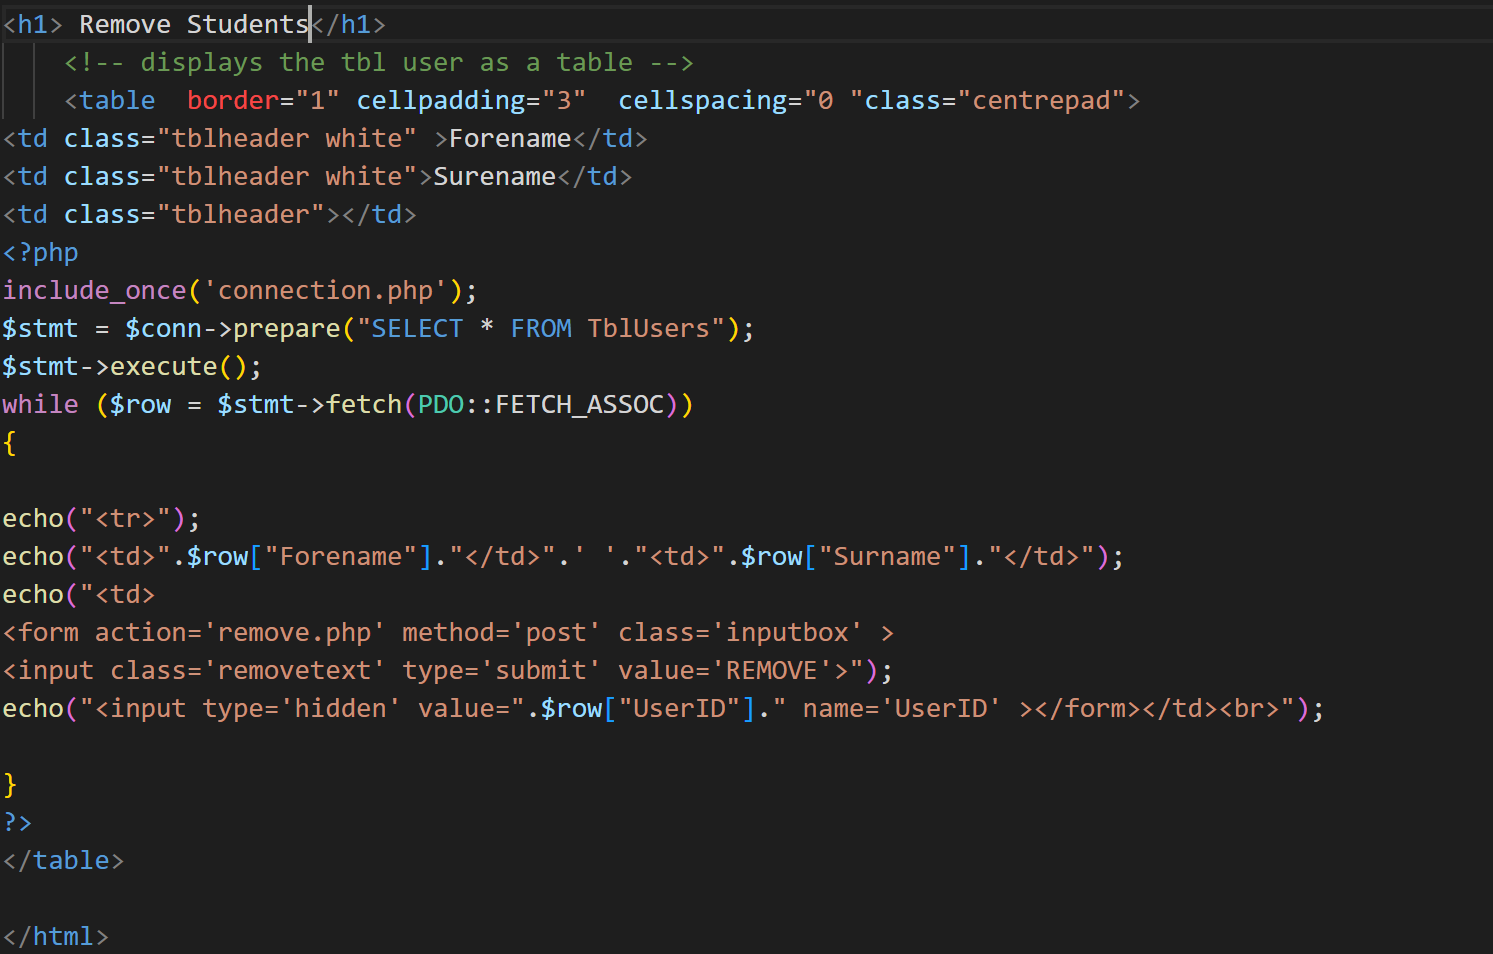 <h1> Remove Students</h1>
<!-- displays the tbl user as a table -->
<table  border="1" cellpadding="3"  cellspacing="0 "class="centrepad">
<td class="tblheader white" >Forename</td>
<td class="tblheader white">Surename</td>
<td class="tblheader"></td>
<?php
include_once('connection.php');
$stmt = $conn->prepare("SELECT * FROM TblUsers");
$stmt->execute();
while ($row = $stmt->fetch(PDO::FETCH_ASSOC))
{
echo("<tr>");
echo("<td>".$row["Forename"]."</td>".' '."<td>".$row["Surname"]."</td>");
echo("<td>
<form action='remove.php' method='post' class='inputbox' >
<input class='removetext' type='submit' value='REMOVE'>");
echo("<input type='hidden' value=".$row["UserID"]." name='UserID' ></form></td><br>");
}
?>
</table>
</html>